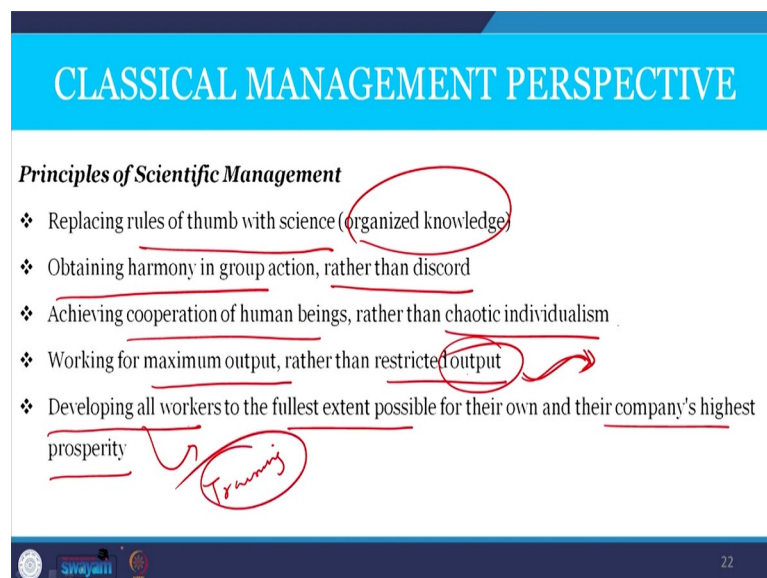 CLASSICAL MANAGEMENT PERSPECTIVE
Principles of Scientific Management
❖ Replacing rules of thumb with science (organized knowledge)
❖ Obtaining harmony in group action, rather than discord
❖ Achieving cooperation of human beings, rather than chaotic individualism
❖ Working for maximum output, rather than restricted output
❖ Developing all workers to the fullest extent possible for their own and their company's highest
prosperity
Training
swayam
22